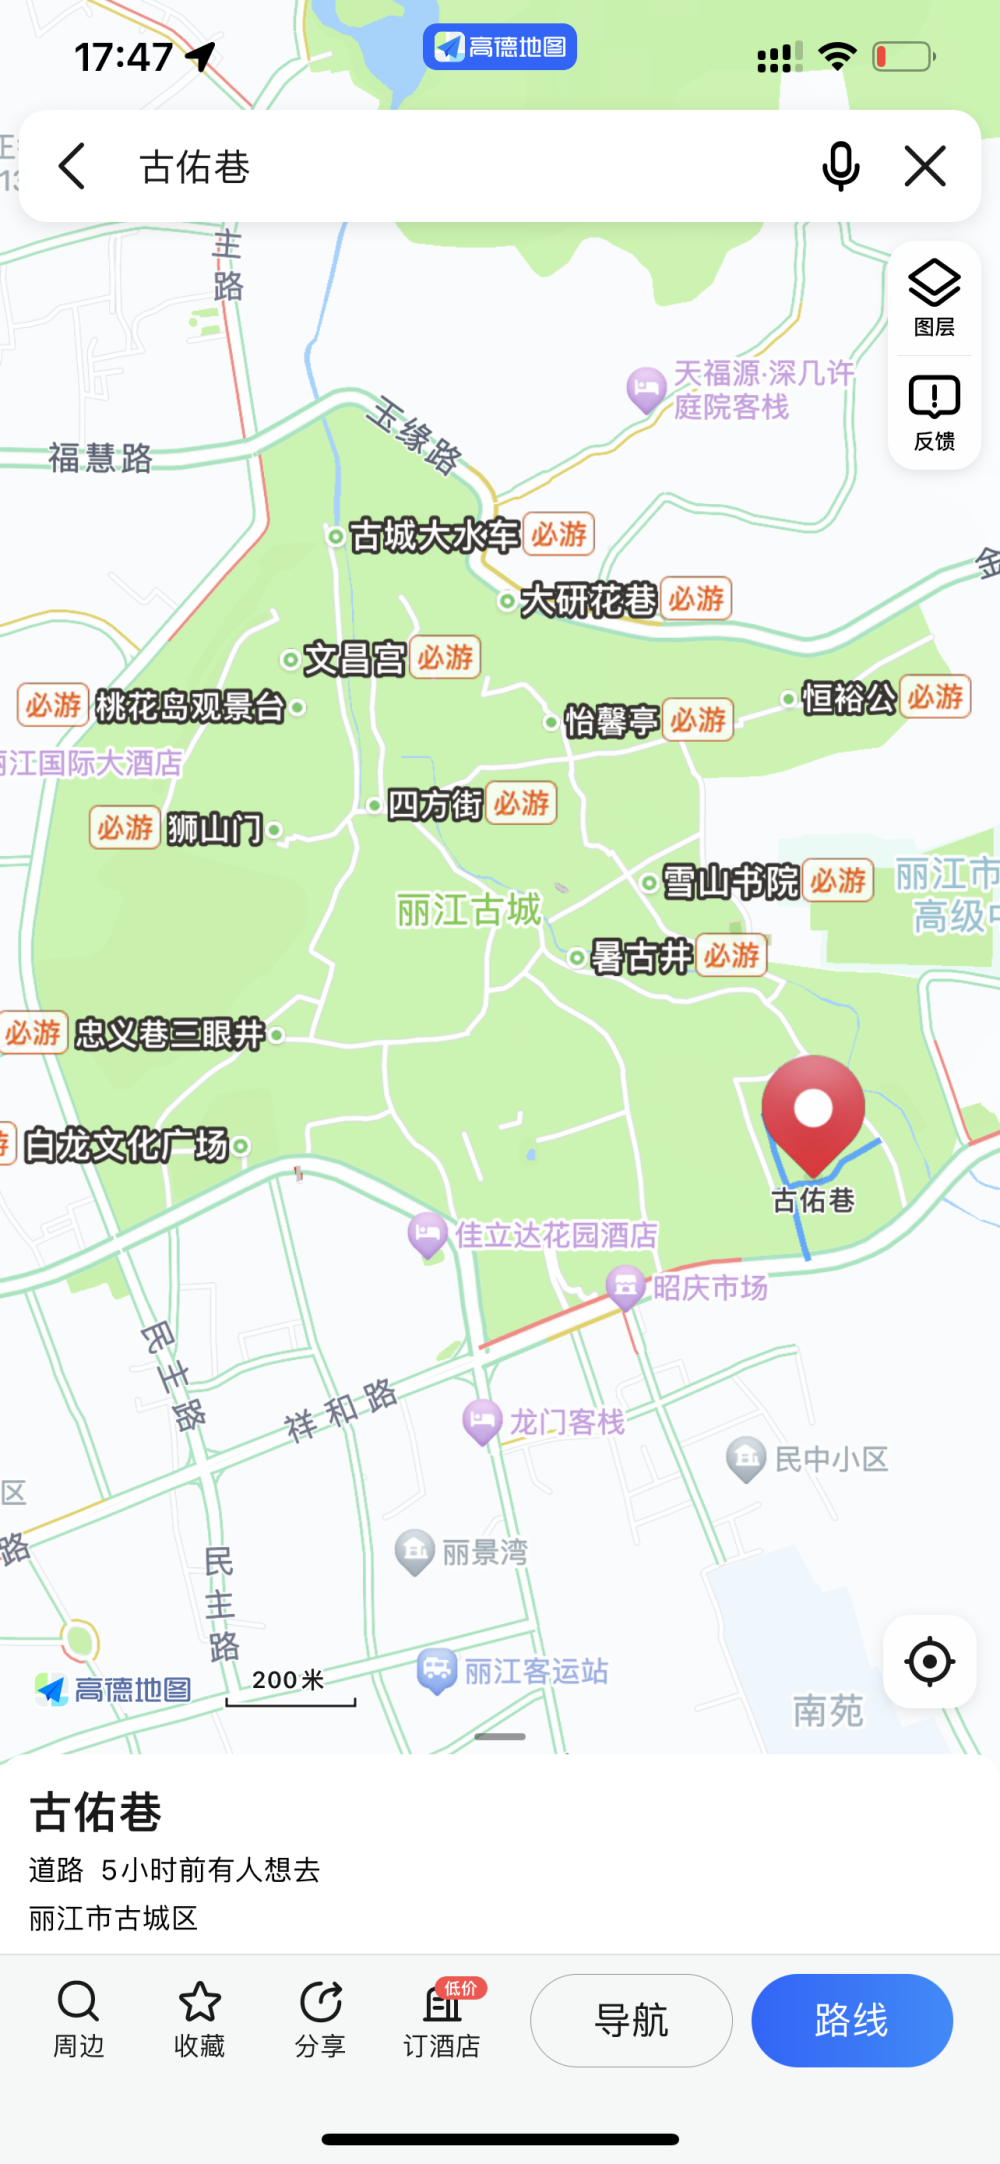 17:47
高德地图
古佑巷
主路
图层
反馈
天福源·深几许
庭院客栈
福慧路
玉缘路
古城大水车 必游
金
大研花巷 必游
文昌宫 必游
必游 桃花岛观景台
恒裕公 必游
怡馨亭 必游
丽江国际大酒店
四方街 必游
必游 狮山门
雪山书院 必游
丽江市
高级中
丽江古城
暑古井 必游
必游 忠义巷三眼井
游 白龙文化广场
古佑巷
佳立达花园酒店
昭庆市场
民主路
祥和路
龙门客栈
民中小区
区
路
丽景湾
民主路
丽江客运站
高德地图
200米
南苑
古佑巷
道路 5小时前有人想去
丽江市古城区
周边
收藏
分享
低价
订酒店
导航
路线